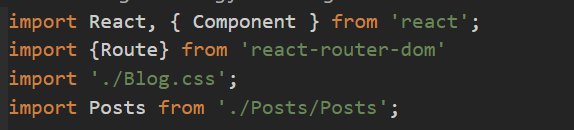 import React, { Component } from 'react';
import {Route} from 'react-router-dom'
import './Blog.css';
import Posts from './Posts/Posts';